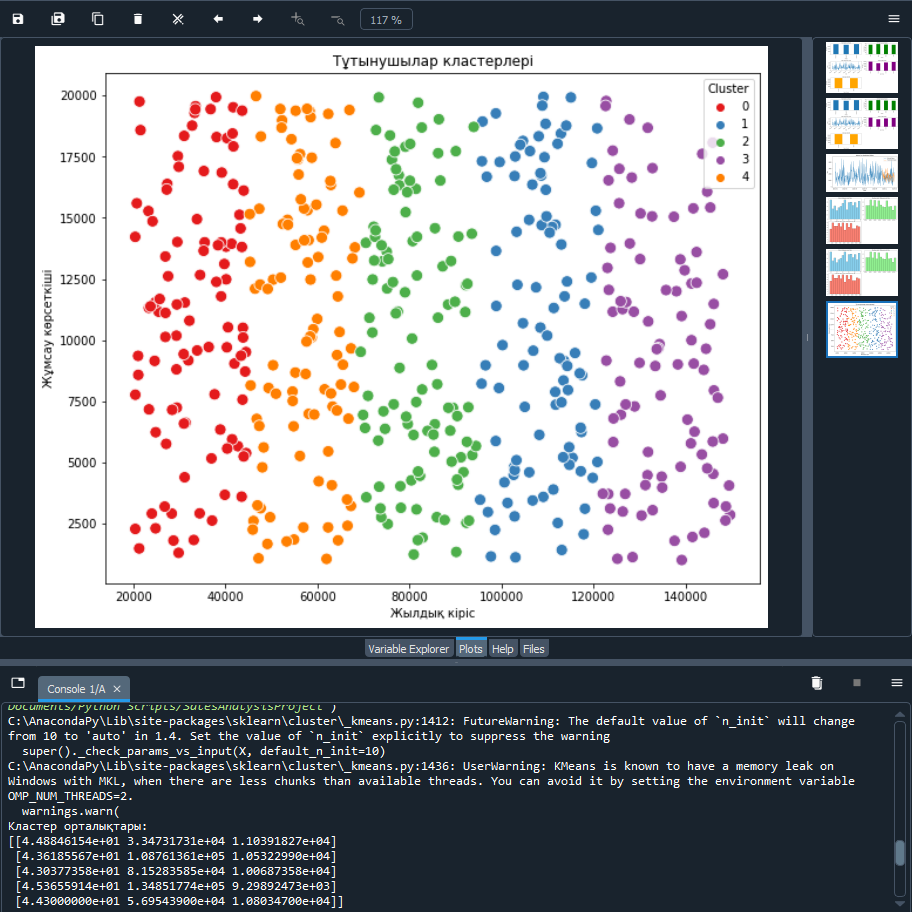 117 %
Тұтынушылар кластерлері
Cluster
0
1
2
3
4
20000
17500
15000
12500
10000
7500
5000
2500
Жұмсау көрсеткіші
20000 40000 60000 80000 100000 120000 140000
Жылдық кіріс
Variable Explorer Plots Help Files
Console 1/A
Documents/Python Scripts/SalesAnalysisProject')
C:\AnacondaPy\Lib\site-packages\sklearn\cluster\_kmeans.py:1412: FutureWarning: The default value of `n_init` will change
from 10 to 'auto' in 1.4. Set the value of `n_init` explicitly to suppress the warning
super()._check_params_vs_input(X, default_n_init=10)
C:\AnacondaPy\Lib\site-packages\sklearn\cluster\_kmeans.py:1436: UserWarning: KMeans is known to have a memory leak on
Windows with MKL, when there are less chunks than available threads. You can avoid it by setting the environment variable
OMP_NUM_THREADS=2.
warnings.warn(
Кластер орталықтары:
[[4.48846154e+01 3.34731731e+04 1.10391827e+04]
[4.36185567e+01 1.08761361e+05 1.05322990e+04]
[4.30377358e+01 8.15283585e+04 1.00687358e+04]
[4.53655914e+01 1.34851774e+05 9.29892473e+03]
[4.43000000e+01 5.69543900e+04 1.08034700e+04]]